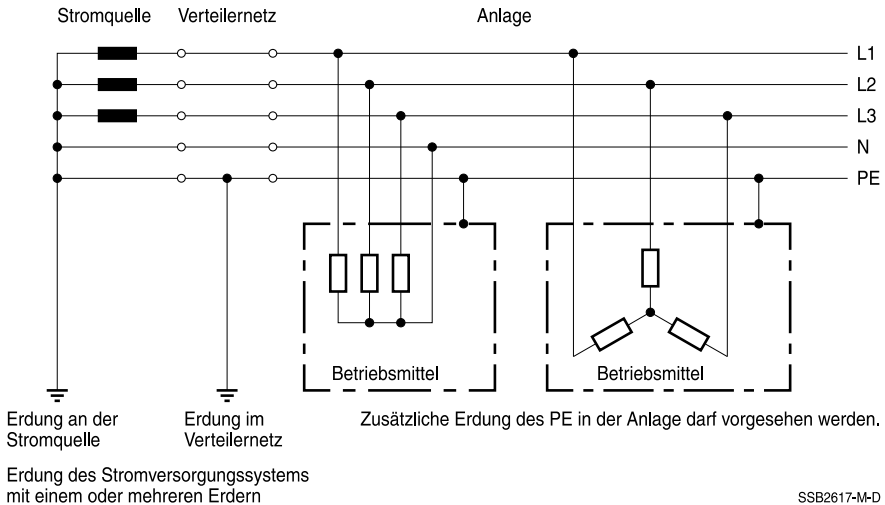 Stromquelle Verteilernetz Anlage
L1
L2
L3
N
PE
Betriebsmittel Betriebsmittel
Erdung an der
Stromquelle
Erdung im
Verteilernetz
Zusätzliche Erdung des PE in der Anlage darf vorgesehen werden.
Erdung des Stromversorgungssystems
mit einem oder mehreren Erdern
SSB2617-M-D